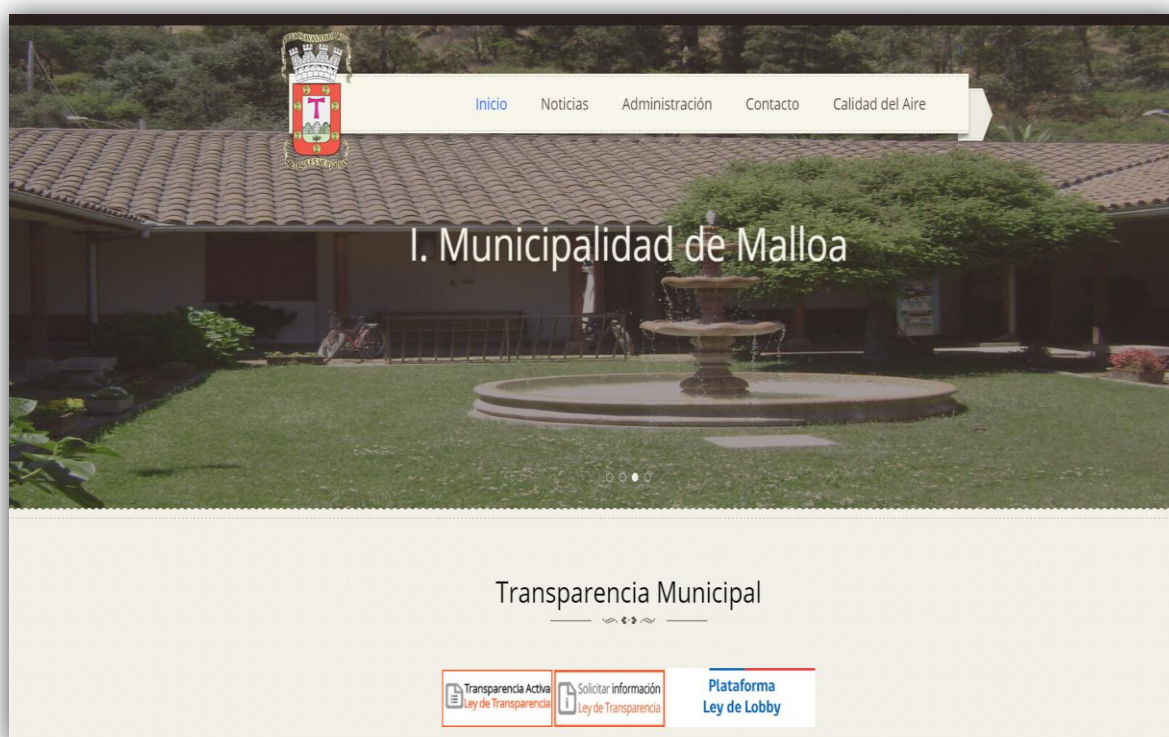 Inicio
Noticias
Administración
Contacto
Calidad del Aire
T
I. Municipalidad de Malloa
Transparencia Municipal
Transparencia Activa
Ley de Transparencia
Solicitar información
Ley de Transparencia
Plataforma
Ley de Lobby